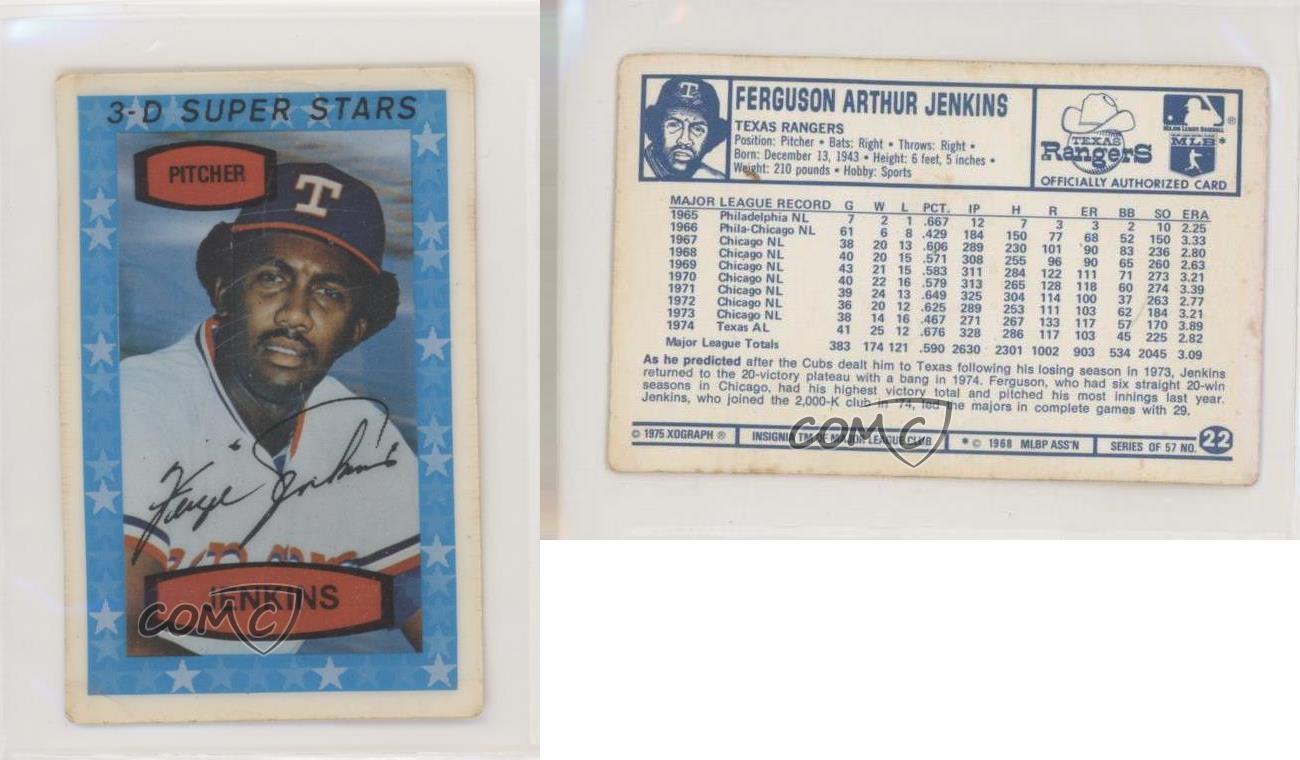 3-D SUPER STARS
PITCHER
T
"Fergie" Jenkins
JENKINS
COMC
FERGUSON ARTHUR JENKINS
TEXAS RANGERS
Position: Pitcher • Bats: Right • Throws: Right •
Born: December 13, 1943 • Height: 6 feet, 5 inches •
Weight: 210 pounds • Hobby: Sports
TEXAS
RANGERS
OFFICIALLY AUTHORIZED CARD
MAJOR LEAGUE BASEBALL ®
MLB *
MAJOR LEAGUE RECORD G W L PCT. IP H R ER BB SO ERA
1965 Philadelphia NL 7 2 1 .667 12 7 3 3 2 10 2.25
1966 Phila-Chicago NL 61 6 8 .429 184 150 77 68 52 150 3.33
1967 Chicago NL 38 20 13 .606 289 230 101 90 83 236 2.80
1968 Chicago NL 40 20 15 .571 308 255 96 90 65 260 2.63
1969 Chicago NL 43 21 15 .583 311 284 122 111 71 273 3.21
1970 Chicago NL 40 22 16 .579 313 265 128 118 60 274 3.39
1971 Chicago NL 39 24 13 .649 325 304 114 100 37 263 2.77
1972 Chicago NL 36 20 12 .625 289 253 111 103 62 184 3.21
1973 Chicago NL 38 14 16 .467 271 267 133 117 57 170 3.89
1974 Texas AL 41 25 12 .676 328 286 117 103 45 225 2.82
Major League Totals 383 174 121 .590 2630 2301 1002 903 534 2045 3.09
As he predicted after the Cubs dealt him to Texas following his losing season in 1973, Jenkins
returned to the 20-victory plateau with a bang in 1974. Ferguson, who had six straight 20-win
seasons in Chicago, had his highest victory total and pitched his most innings last year.
Jenkins, who joined the 2,000-K club in '74, led the majors in complete games with 29.
© 1975 XOGRAPH ® INSIGNIA TM OF MAJOR LEAGUE CLUB * © 1968 MLBP ASS'N SERIES OF 57 NO. 22
COMC